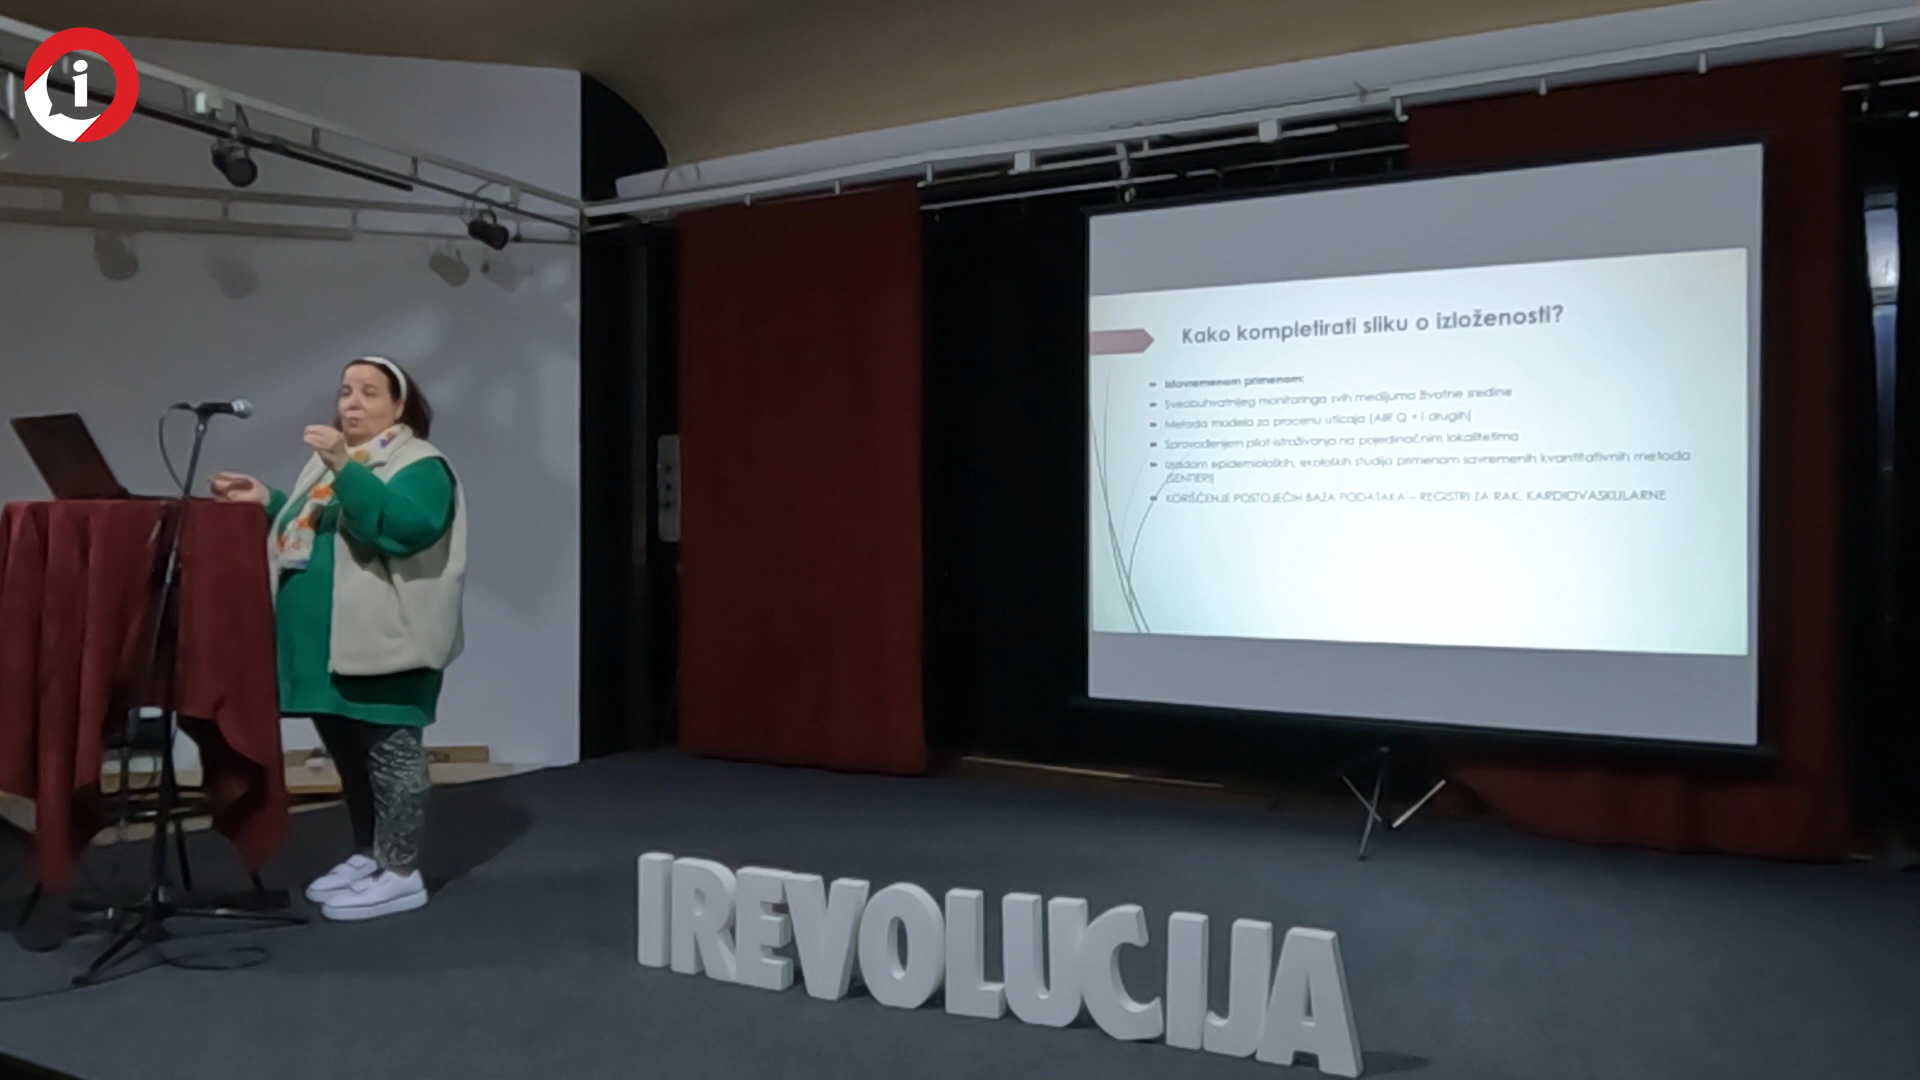 i
Kako kompletirati sliku o izloženosti?
Istovremenom primenom:
Sveobuhvatnijeg monitoringa svih medijuma životne sredine
Metoda modela za procenu uticaja (AIR Q + i drugih)
Sprovođenjem pilot-istraživanja na pojedinačnim lokalitetima
Izradom epidemioloških, ekoloških studija primenom savremenih kvantitativnih metoda
(SENTIERI)
KORIŠĆENJE POSTOJEĆIH BAZA PODATAKA – REGISTRI ZA RAK, KARDIOVASKULARNE
IREVOLUCIJA